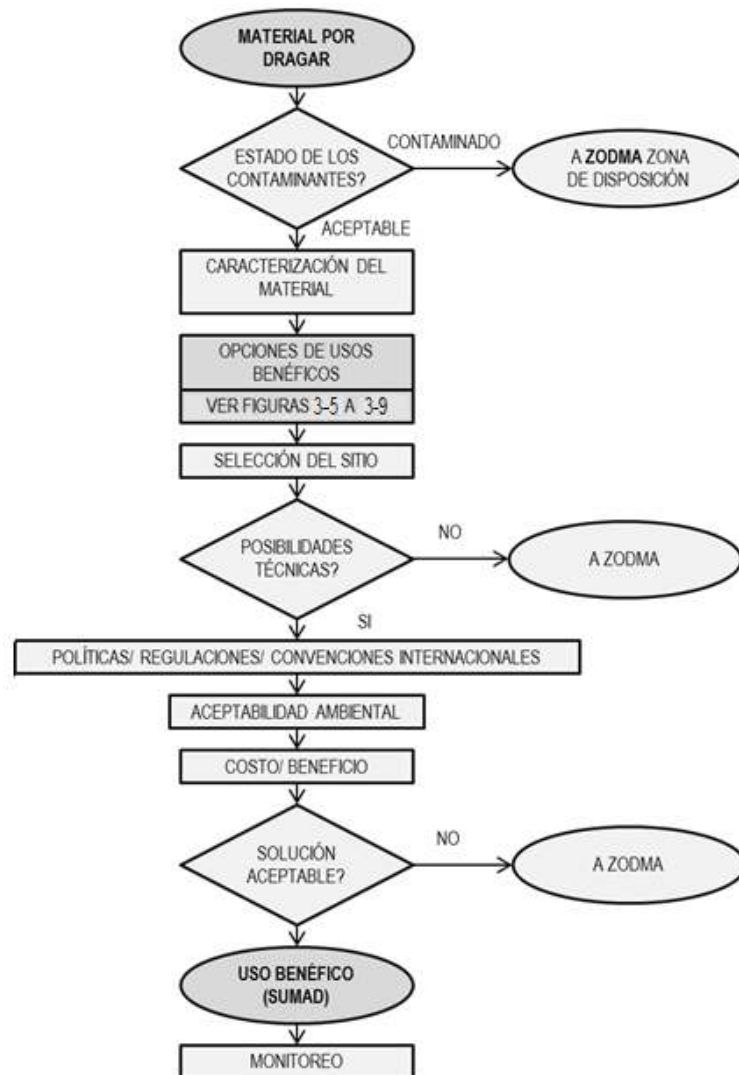 MATERIAL POR
DRAGAR
ESTADO DE LOS
CONTAMINANTES?
CONTAMINADO
A ZODMA ZONA
DE DISPOSICIÓN
ACEPTABLE
CARACTERIZACIÓN DEL
MATERIAL
OPCIONES DE USOS
BENÉFICOS
VER FIGURAS 3-5 A 3-9
SELECCIÓN DEL SITIO
POSIBILIDADES
TÉCNICAS?
NO
A ZODMA
SI
POLÍTICAS/ REGULACIONES/ CONVENCIONES INTERNACIONALES
ACEPTABILIDAD AMBIENTAL
COSTO/ BENEFICIO
SOLUCIÓN
ACEPTABLE?
NO
A ZODMA
USO BENÉFICO
(SUMAD)
MONITOREO